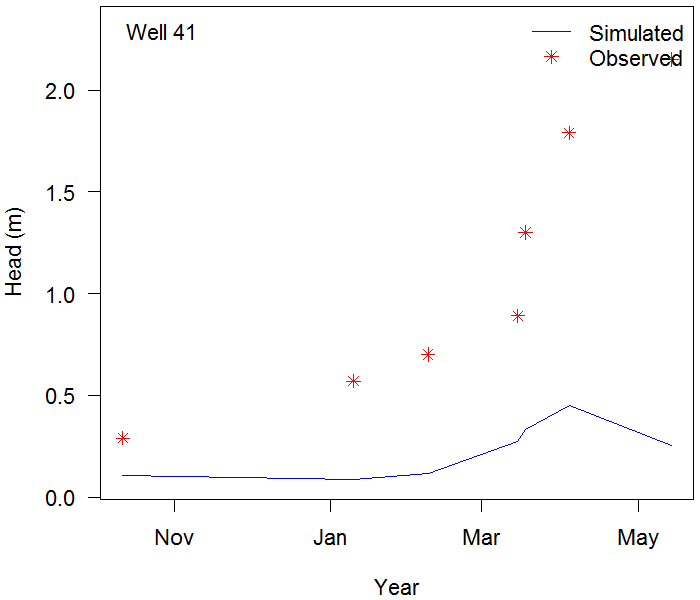 Well 41
Simulated
Observed
2.0
1.5
1.0
0.5
0.0
Head (m)
Nov Jan Mar May
Year